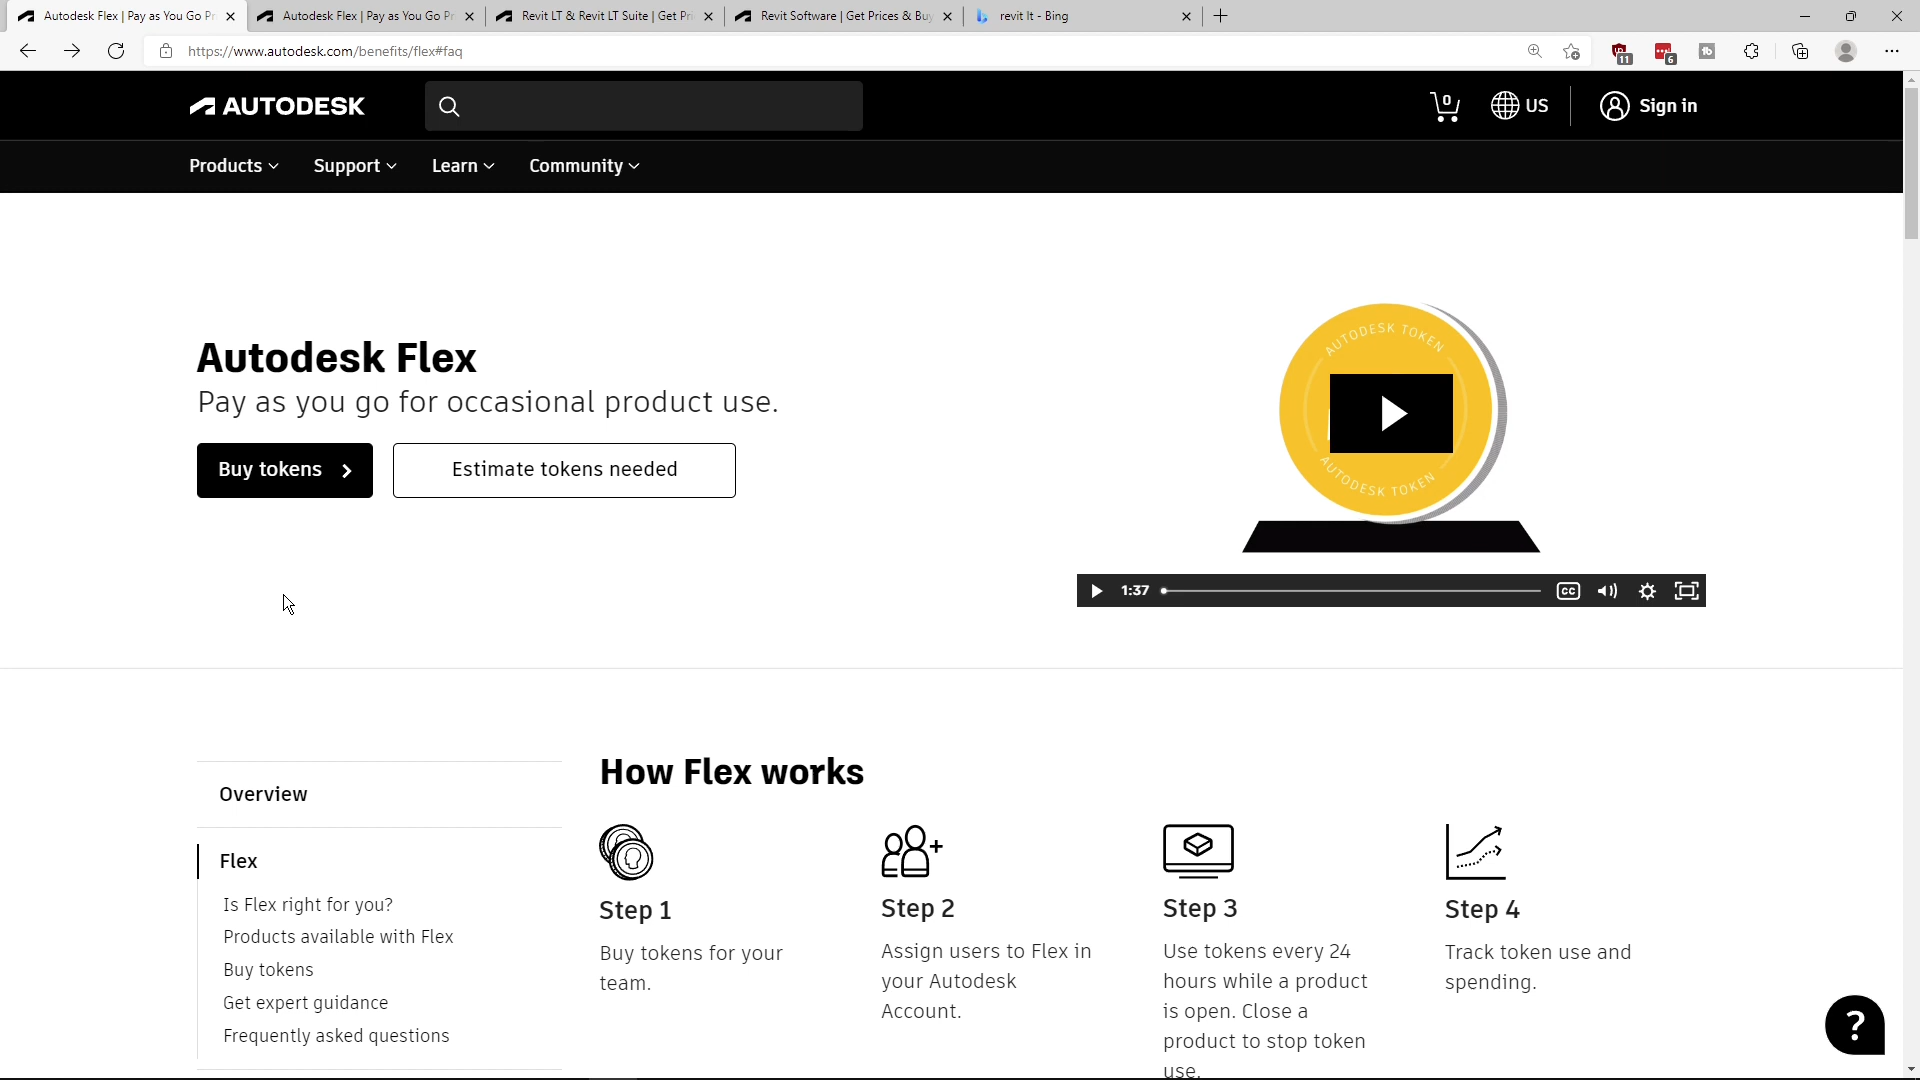 Autodesk Flex | Pay as You Go Pr
Autodesk Flex | Pay as You Go Pr
Revit LT & Revit LT Suite | Get Pri
Revit Software | Get Prices & Buy
revit lt - Bing
https://www.autodesk.com/benefits/flex#faq
11
6
AUTODESK
0
US
Sign in
Products
Support
Learn
Community
Autodesk Flex
Pay as you go for occasional product use.
Buy tokens
Estimate tokens needed
AUTODESK TOKEN
AUTODESK TOKEN
1:37
CC
Overview
Flex
Is Flex right for you?
Products available with Flex
Buy tokens
Get expert guidance
Frequently asked questions
How Flex works
Step 1
Buy tokens for your
team.
Step 2
Assign users to Flex in
your Autodesk
Account.
Step 3
Use tokens every 24
hours while a product
is open. Close a
product to stop token
use.
Step 4
Track token use and
spending.
?